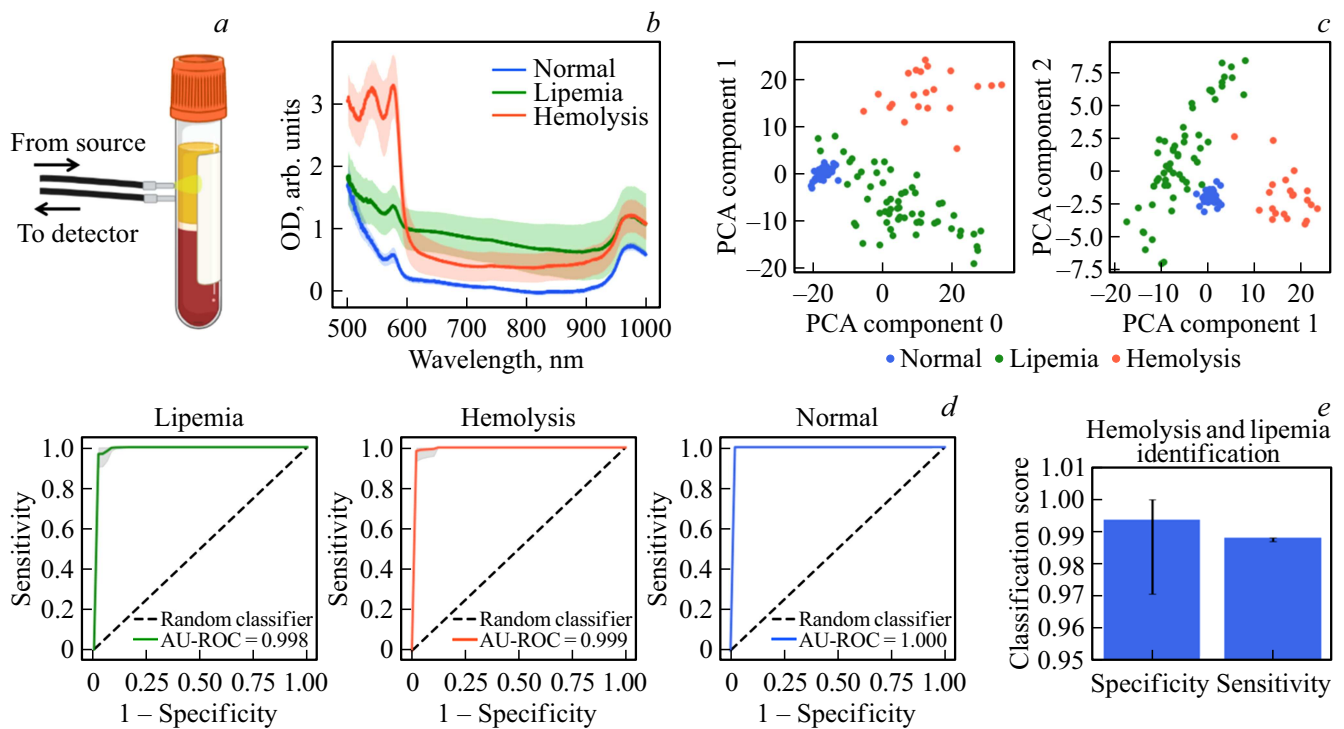 a
From source
To detector
b
OD, arb. units
3
2
1
0
Normal
Lipemia
Hemolysis
500 600 700 800 900 1000
Wavelength, nm
c
PCA component 1
20
10
0
−10
−20
−20 0 20
PCA component 0
PCA component 2
7.5
5.0
2.5
0
−2.5
−5.0
−7.5
−20 −10 0 10 20
PCA component 1
Normal Lipemia Hemolysis
d
Lipemia
Sensitivity
1.0
0.8
0.6
0.4
0.2
0
Random classifier
AU-ROC = 0.998
0 0.25 0.50 0.75 1.00
1 – Specificity
Hemolysis
Sensitivity
1.0
0.8
0.6
0.4
0.2
0
Random classifier
AU-ROC = 0.999
0 0.25 0.50 0.75 1.00
1 – Specificity
Normal
Sensitivity
1.0
0.8
0.6
0.4
0.2
0
Random classifier
AU-ROC = 1.000
0 0.25 0.50 0.75 1.00
1 – Specificity
e
Hemolysis and lipemia
identification
Classification score
1.01
1.00
0.99
0.98
0.97
0.96
0.95
Specificity Sensitivity